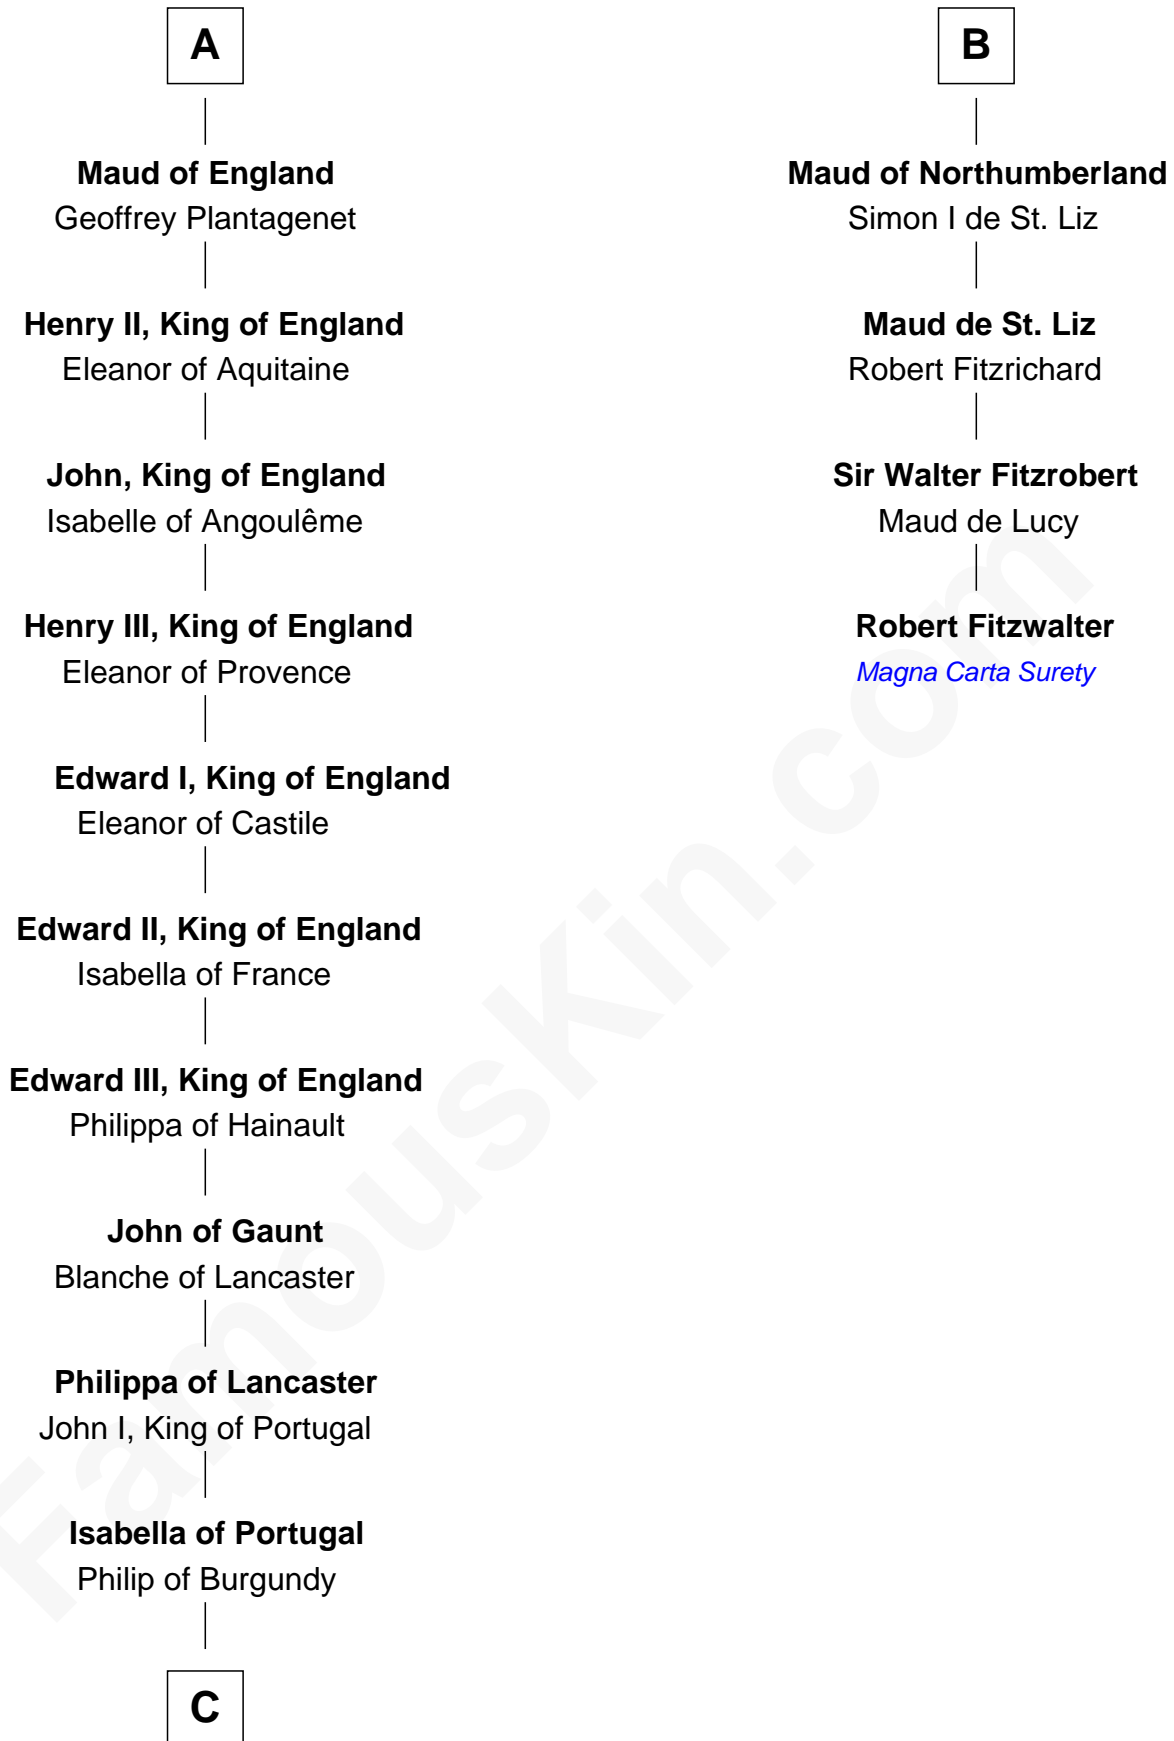 A
Maud of England
Geoffrey Plantagenet
Henry II, King of England
Eleanor of Aquitaine
John, King of England
Isabelle of Angoulême
Henry III, King of England
Eleanor of Provence
Edward I, King of England
Eleanor of Castile
Edward II, King of England
Isabella of France
Edward III, King of England
Philippa of Hainault
John of Gaunt
Blanche of Lancaster
Philippa of Lancaster
John I, King of Portugal
Isabella of Portugal
Philip of Burgundy
C
B
Maud of Northumberland
Simon I de St. Liz
Maud de St. Liz
Robert Fitzrichard
Sir Walter Fitzrobert
Maud de Lucy
Robert Fitzwalter
Magna Carta Surety
FamousKin.com